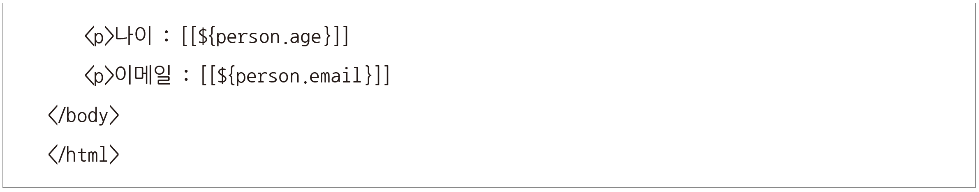 <p>나이 : [[${person.age}]]
<p>이메일 : [[${person.email}]]
</body>
</html>